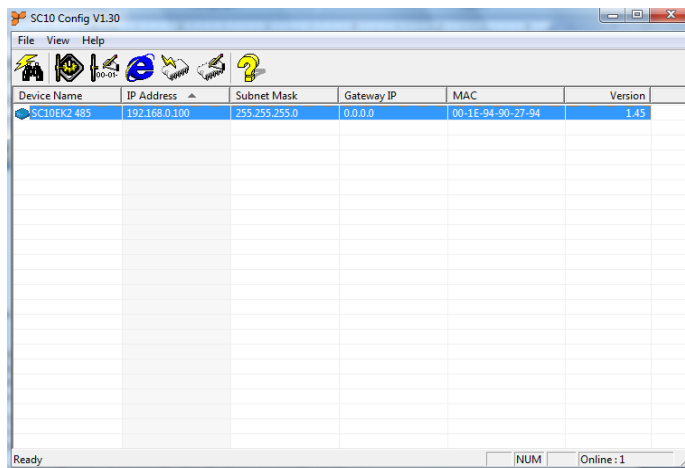 SC10 Config V1.30
File View Help
00-01-
Device Name IP Address Subnet Mask Gateway IP MAC Version
SC10EK2 485 192.168.0.100 255.255.255.0 0.0.0.0 00-1E-94-90-27-94 1.45
Ready NUM Online : 1